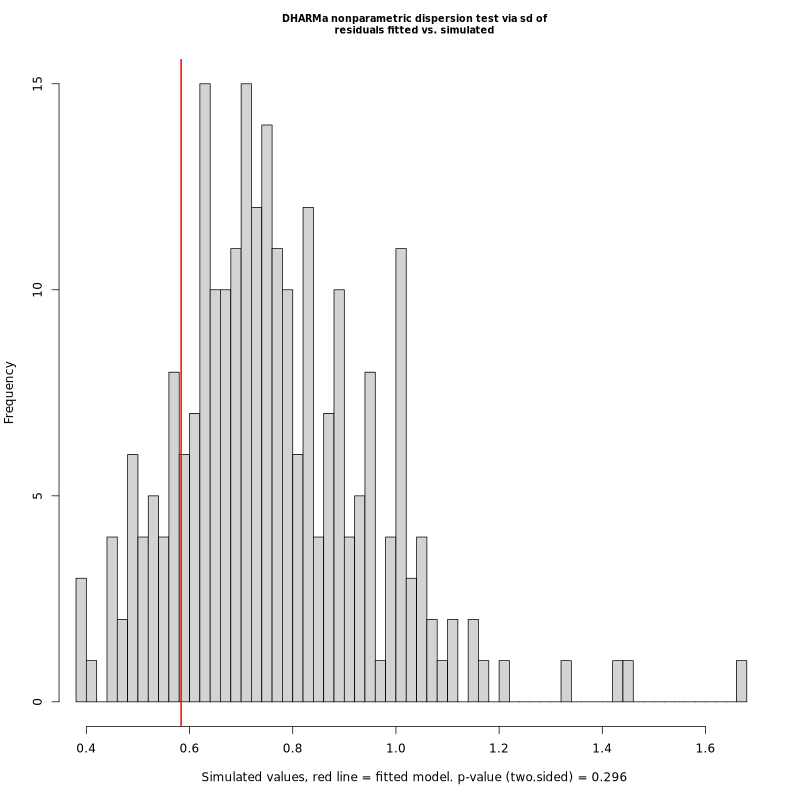 DHARMa nonparametric dispersion test via sd of
residuals fitted vs. simulated
15
10
5
0
Frequency
0.4 0.6 0.8 1.0 1.2 1.4 1.6
Simulated values, red line = fitted model. p-value (two.sided) = 0.296